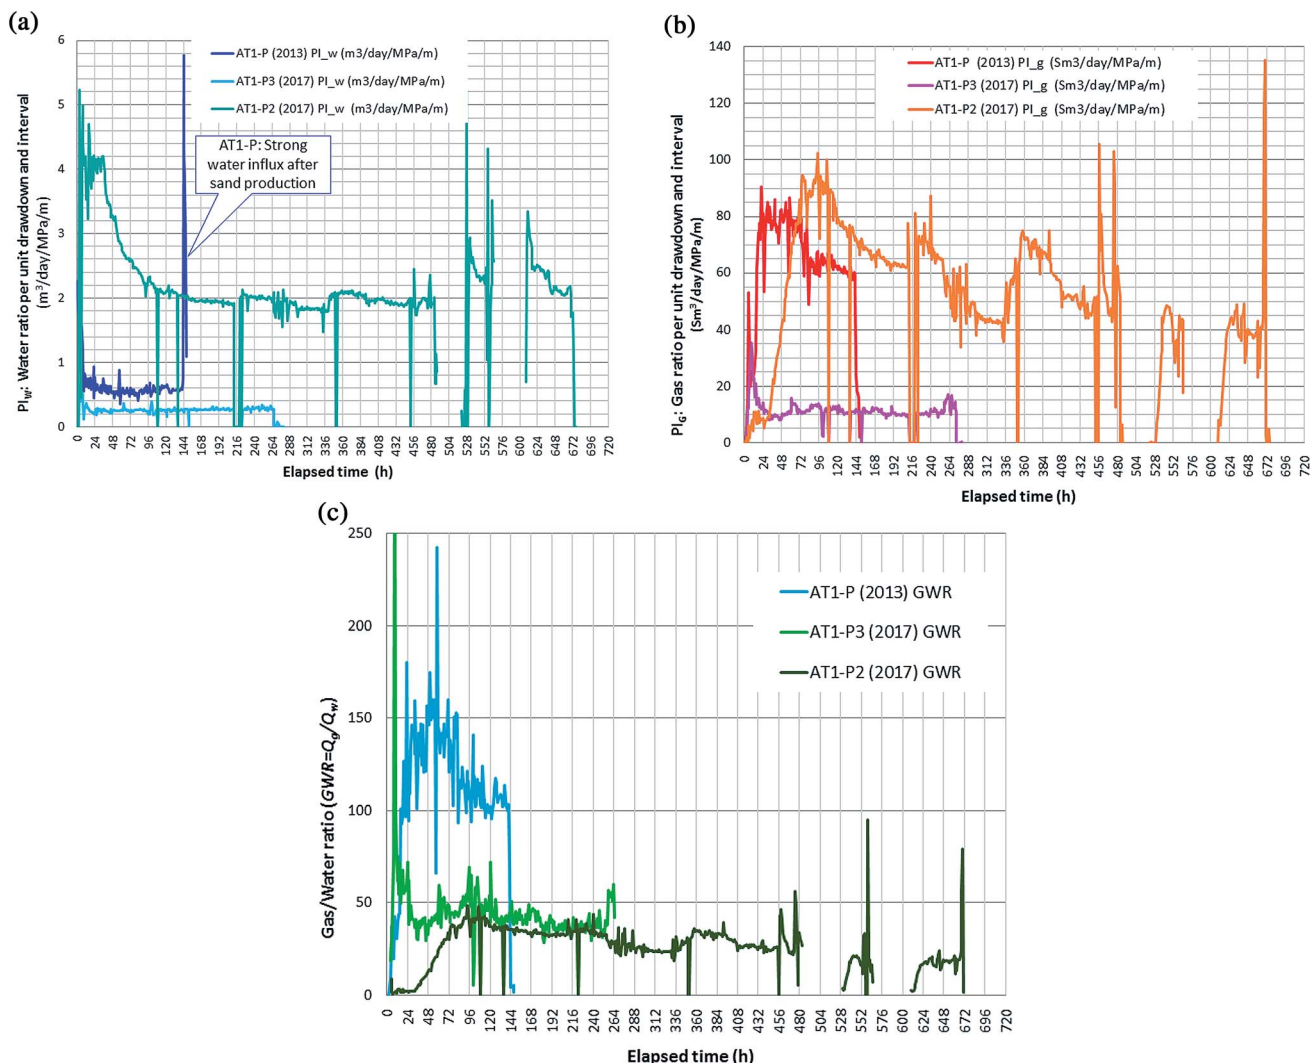 (a)
6
5
4
3
2
1
0
PI_W: Water ratio per unit drawdown and interval
(m³/day/MPa/m)
AT1-P (2013) PI_w (m3/day/MPa/m)
AT1-P3 (2017) PI_w (m3/day/MPa/m)
AT1-P2 (2017) PI_w (m3/day/MPa/m)
AT1-P: Strong
water influx after
sand production
0 24 48 72 96 120 144 168 192 216 240 264 288 312 336 360 384 408 432 456 480 504 528 552 576 600 624 648 672 696 720
Elapsed time (h)
(b)
140
120
100
80
60
40
20
0
PI_G: Gas ratio per unit drawdown and interval
(Sm³/day/MPa/m)
AT1-P (2013) PI_g (Sm3/day/MPa/m)
AT1-P3 (2017) PI_g (Sm3/day/MPa/m)
AT1-P2 (2017) PI_g (Sm3/day/MPa/m)
0 24 48 72 96 120 144 168 192 216 240 264 288 312 336 360 384 408 432 456 480 504 528 552 576 600 624 648 672 696 720
Elapsed time (h)
(c)
250
200
150
100
50
0
Gas/Water ratio (GWR=Qg/Qw)
AT1-P (2013) GWR
AT1-P3 (2017) GWR
AT1-P2 (2017) GWR
0 24 48 72 96 120 144 168 192 216 240 264 288 312 336 360 384 408 432 456 480 504 528 552 576 600 624 648 672 696 720
Elapsed time (h)